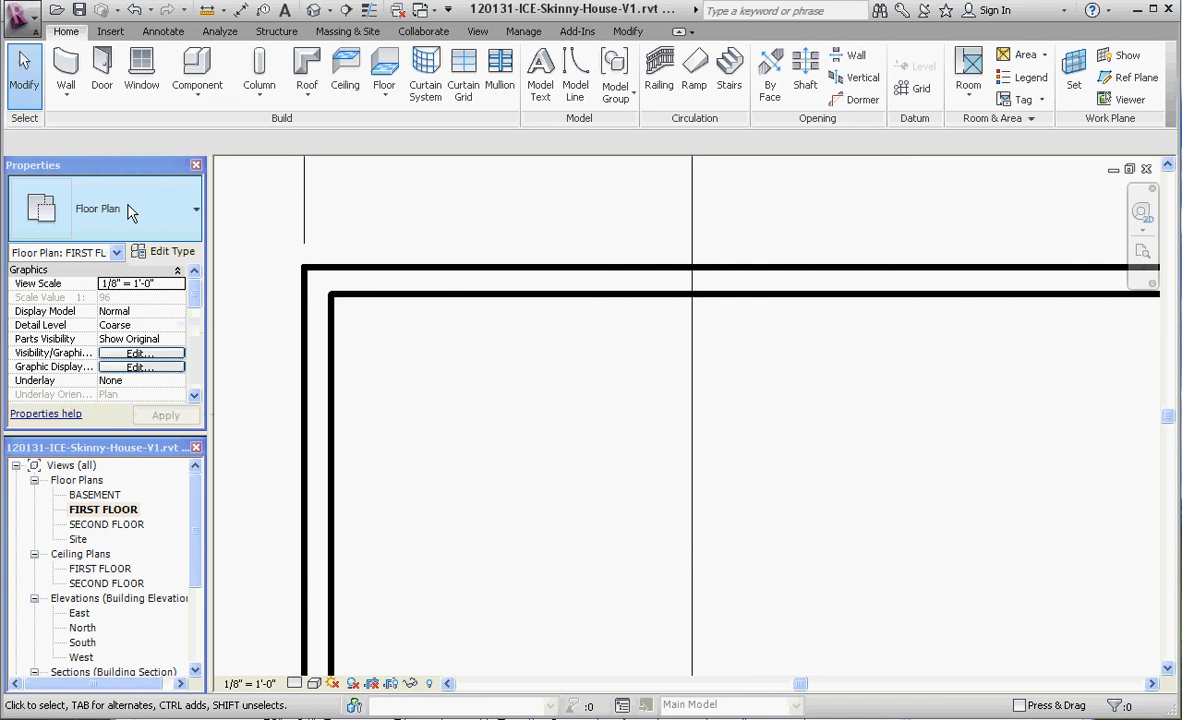 120131-ICE-Skinny-House-V1.rvt ...
Type a keyword or phrase
Sign In
Home Insert Annotate Analyze Structure Massing & Site Collaborate View Manage Add-Ins Modify
Modify
Wall
Door
Window
Component
Column
Roof
Ceiling
Floor
Curtain System
Curtain Grid
Mullion
Model Text
Model Line
Model Group
Railing
Ramp
Stairs
By Face
Shaft
Wall
Vertical
Dormer
Level
Grid
Room
Area
Legend
Tag
Set
Show
Ref Plane
Viewer
Select Build Model Circulation Opening Datum Room & Area Work Plane
Properties
Floor Plan
Floor Plan: FIRST FL
Edit Type
Graphics
View Scale 1/8" = 1'-0"
Scale Value 1: 96
Display Model Normal
Detail Level Coarse
Parts Visibility Show Original
Visibility/Graphi... Edit...
Graphic Display... Edit...
Underlay None
Underlay Orien... Plan
Properties help Apply
120131-ICE-Skinny-House-V1.rvt ...
Views (all)
Floor Plans
BASEMENT
FIRST FLOOR
SECOND FLOOR
Site
Ceiling Plans
FIRST FLOOR
SECOND FLOOR
Elevations (Building Elevatio
East
North
South
West
Sections (Building Section)
2D
1/8" = 1'-0"
Click to select, TAB for alternates, CTRL adds, SHIFT unselects.
:0
Main Model
Press & Drag
:0